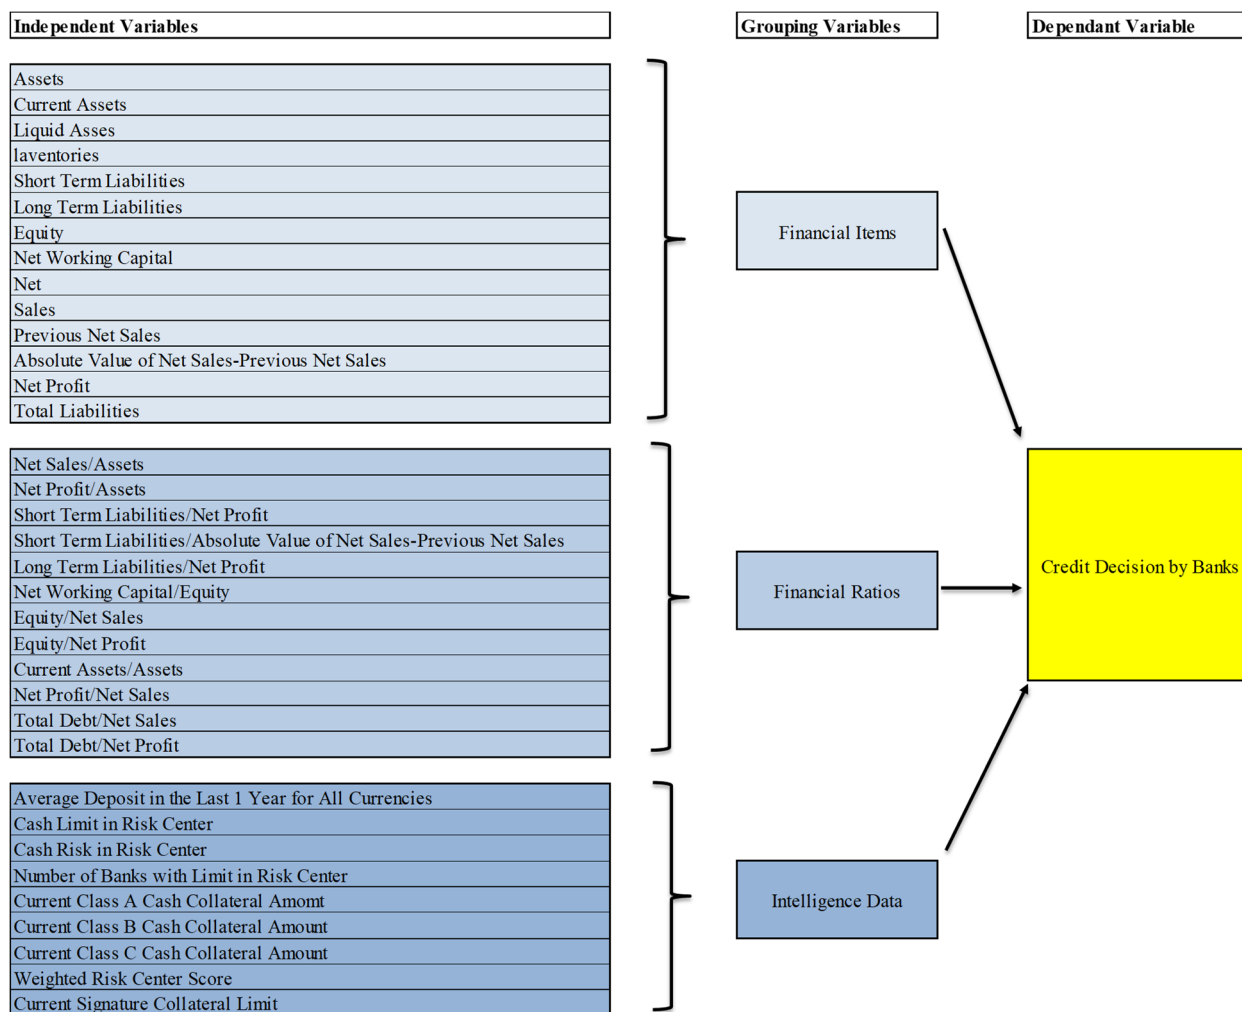 Independent Variables
Grouping Variables
Dependant Variable
Assets
Current Assets
Liquid Asses
laventories
Short Term Liabilities
Long Term Liabilities
Equity
Net Working Capital
Net
Sales
Previous Net Sales
Absolute Value of Net Sales-Previous Net Sales
Net Profit
Total Liabilities
Financial Items
Net Sales/Assets
Net Profit/Assets
Short Term Liabilities/Net Profit
Short Term Liabilities/Absolute Value of Net Sales-Previous Net Sales
Long Term Liabilities/Net Profit
Net Working Capital/Equity
Equity/Net Sales
Equity/Net Profit
Current Assets/Assets
Net Profit/Net Sales
Total Debt/Net Sales
Total Debt/Net Profit
Financial Ratios
Credit Decision by Banks
Average Deposit in the Last 1 Year for All Currencies
Cash Limit in Risk Center
Cash Risk in Risk Center
Number of Banks with Limit in Risk Center
Current Class A Cash Collateral Amomt
Current Class B Cash Collateral Amount
Current Class C Cash Collateral Amount
Weighted Risk Center Score
Current Signature Collateral Limit
Intelligence Data